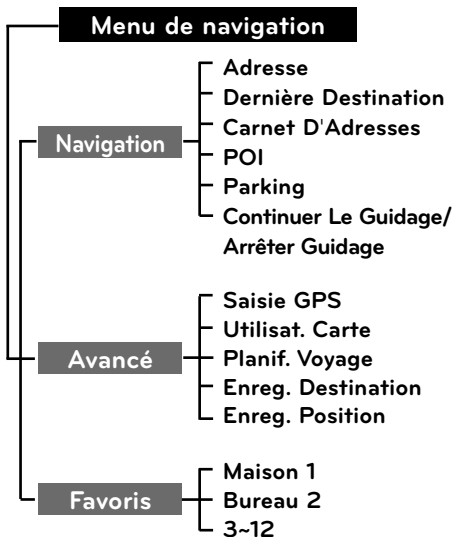 Menu de navigation
Navigation
Adresse
Dernière Destination
Carnet D'Adresses
POI
Parking
Continuer Le Guidage/
Arrêter Guidage
Avancé
Saisie GPS
Utilisat. Carte
Planif. Voyage
Enreg. Destination
Enreg. Position
Favoris
Maison 1
Bureau 2
3~12